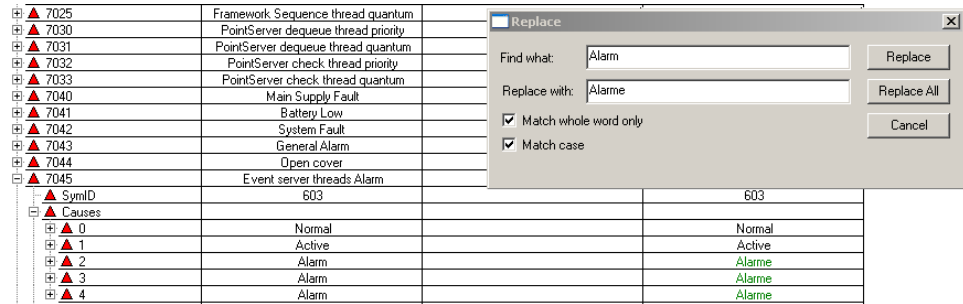 7025 Framework Sequence thread quantum
Replace
7030 PointServer dequeue thread priority
7031 PointServer dequeue thread quantum
Find what: Alarm Replace
7032 PointServer check thread priority
7033 PointServer check thread quantum
Replace with: Alarme Replace All
7040 Main Supply Fault
7041 Battery Low
Match whole word only Cancel
7042 System Fault
7043 General Alarm
Match case
7044 Open cover
7045 Event server threads Alarm
SymID 603 603
Causes
0 Normal Normal
1 Active Active
2 Alarm Alarme
3 Alarm Alarme
4 Alarm Alarme